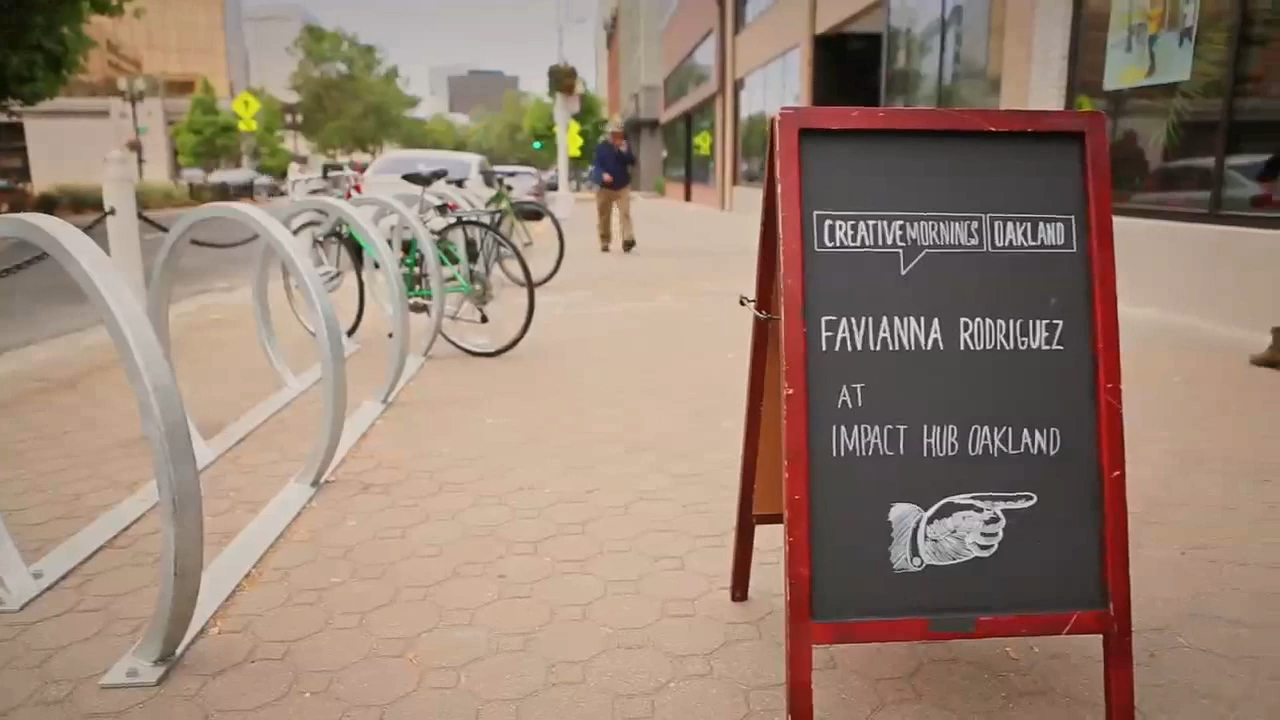 CREATIVEMORNINGS OAKLAND
FAVIANNA RODRIGUEZ
AT
IMPACT HUB OAKLAND